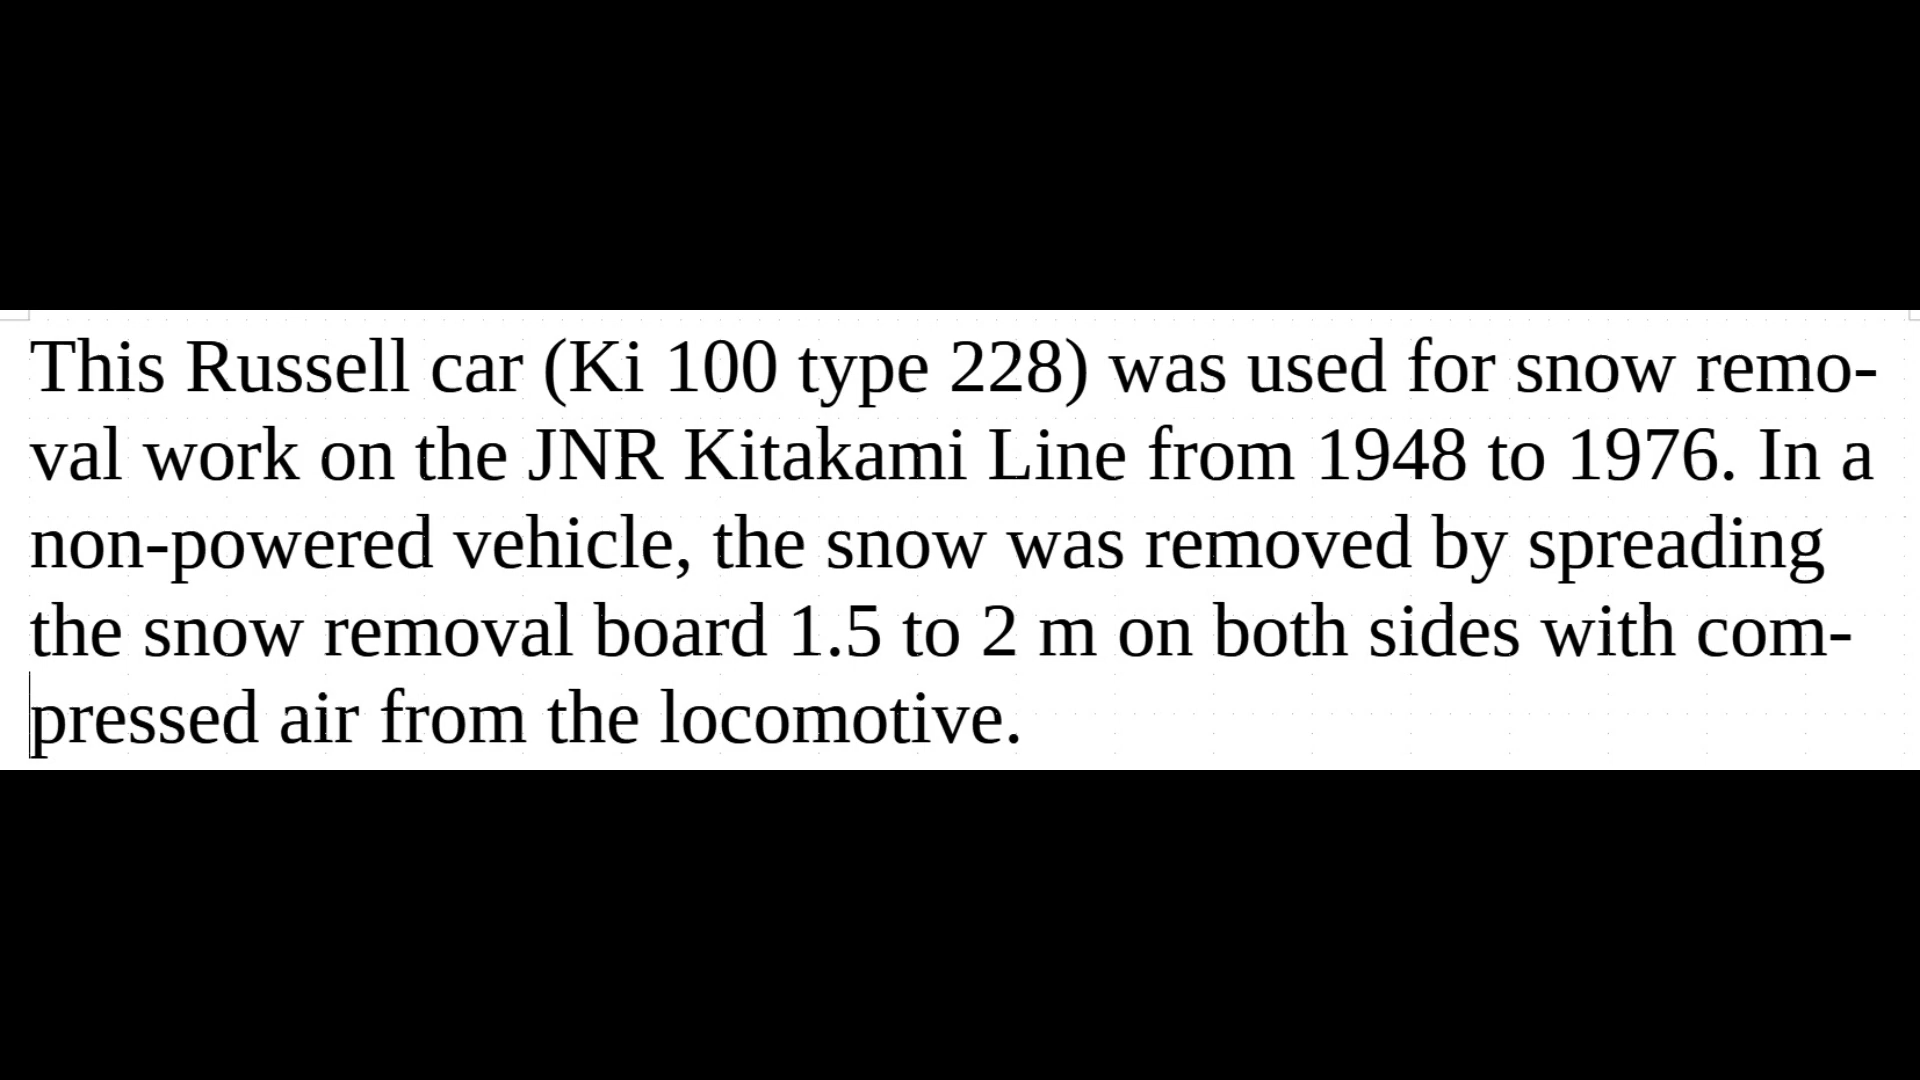 This Russell car (Ki 100 type 228) was used for snow remo-
val work on the JNR Kitakami Line from 1948 to 1976. In a
non-powered vehicle, the snow was removed by spreading
the snow removal board 1.5 to 2 m on both sides with com-
pressed air from the locomotive.